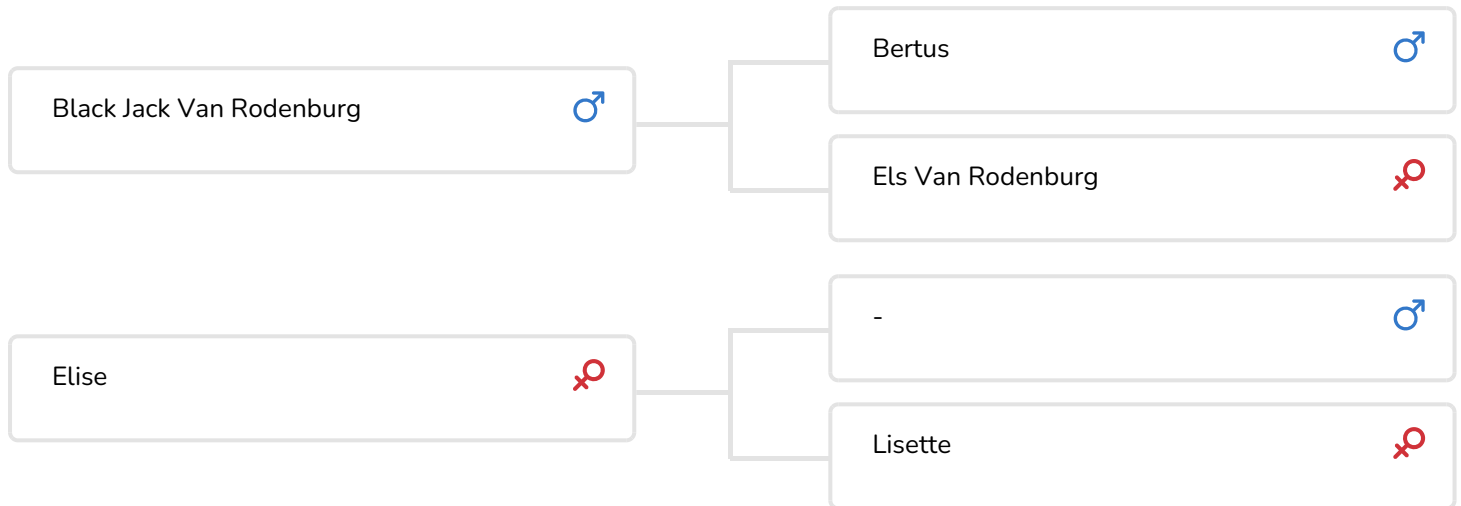 Black Jack Van Rodenburg
Bertus
Els Van Rodenburg
Elise
-
Lisette